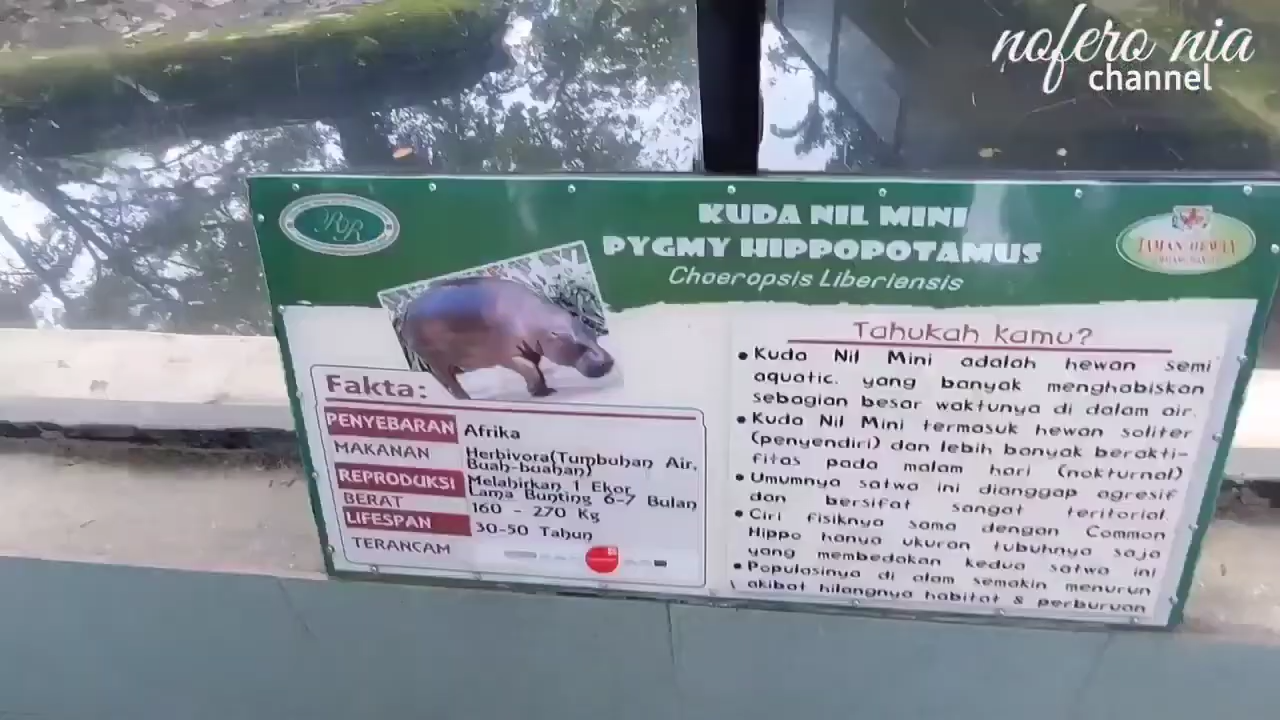 nofero nia
channel
RR
KUDA NIL MINI
PYGMY HIPPOPOTAMUS
Choeropsis Liberiensis
Fakta:
PENYEBARAN Afrika
MAKANAN Herbivora(Tumbuhan Air,
Buah-buahan)
REPRODUKSI Melahirkan 1 Ekor
Lama Bunting 6-7 Bulan
BERAT 160 - 270 Kg
LIFESPAN 30-50 Tahun
TERANCAM
Tahukah Kamu?
• Kuda Nil Mini adalah hewan semi
aquatic. yang banyak menghabiskan
sebagian besar waktunya di dalam air.
• Kuda Nil Mini termasuk hewan soliter
(penyendiri) dan lebih banyak berakti-
fitas pada malam hari (nokturnal)
• Umumnya satwa ini dianggap agresif
dan bersifat sangat teritorial.
• Ciri fisiknya sama dengan Common
Hippo hanya ukuran tubuhnya saja
yang membedakan kedua satwa ini
• Populasinya di alam semakin menurun
akibat hilangnya habitat & perburuan